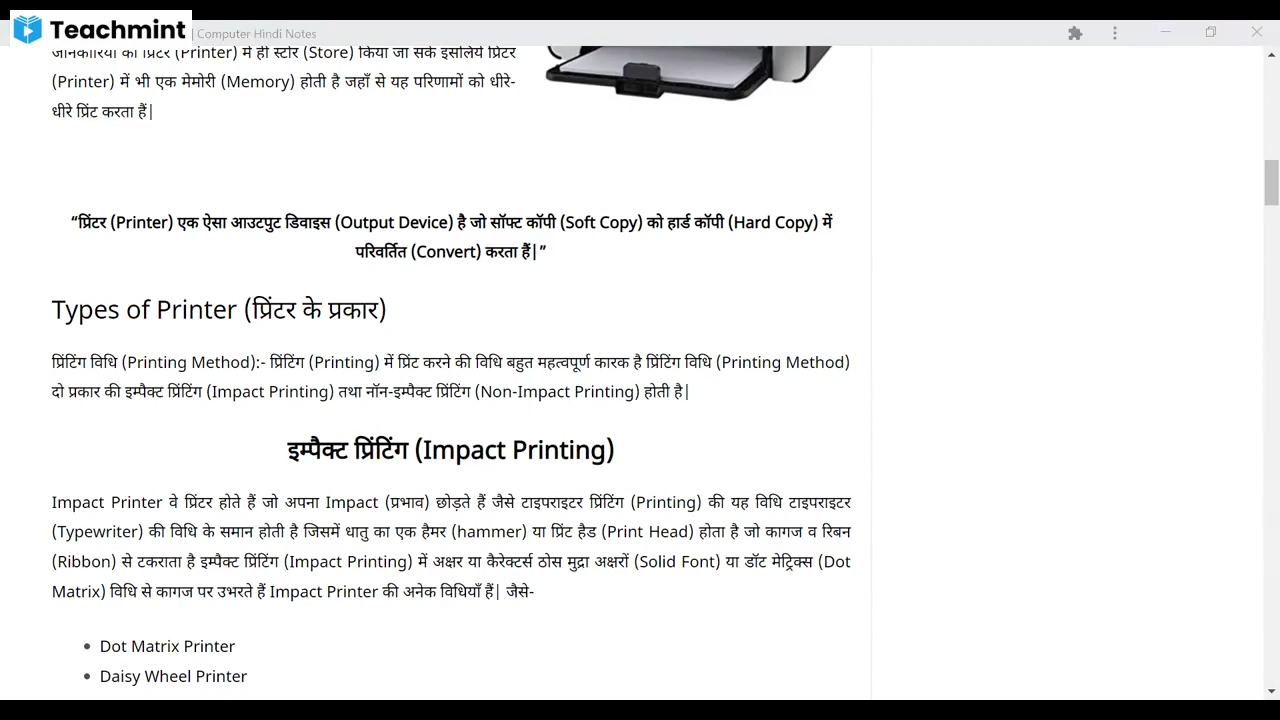 Teachmint
Computer Hindi Notes
जानकारियों को प्रिंटर (Printer) में ही स्टोर (Store) किया जा सके इसलिये प्रिंटर
(Printer) में भी एक मेमोरी (Memory) होती है जहाँ से यह परिणामों को धीरे-
धीरे प्रिंट करता हैं|
“प्रिंटर (Printer) एक ऐसा आउटपुट डिवाइस (Output Device) है जो सॉफ्ट कॉपी (Soft Copy) को हार्ड कॉपी (Hard Copy) में
परिवर्तित (Convert) करता हैं|”
Types of Printer (प्रिंटर के प्रकार)
प्रिंटिंग विधि (Printing Method):- प्रिंटिंग (Printing) में प्रिंट करने की विधि बहुत महत्वपूर्ण कारक है प्रिंटिंग विधि (Printing Method)
दो प्रकार की इम्पैक्ट प्रिंटिंग (Impact Printing) तथा नॉन-इम्पैक्ट प्रिंटिंग (Non-Impact Printing) होती है|
इम्पैक्ट प्रिंटिंग (Impact Printing)
Impact Printer वे प्रिंटर होते हैं जो अपना Impact (प्रभाव) छोड़ते हैं जैसे टाइपराइटर प्रिंटिंग (Printing) की यह विधि टाइपराइटर
(Typewriter) की विधि के समान होती है जिसमें धातु का एक हैमर (hammer) या प्रिंट हैड (Print Head) होता है जो कागज व रिबन
(Ribbon) से टकराता है इम्पैक्ट प्रिंटिंग (Impact Printing) में अक्षर या कैरेक्टर्स ठोस मुद्रा अक्षरों (Solid Font) या डॉट मेट्रिक्स (Dot
Matrix) विधि से कागज पर उभरते हैं Impact Printer की अनेक विधियाँ हैं| जैसे-
Dot Matrix Printer
Daisy Wheel Printer